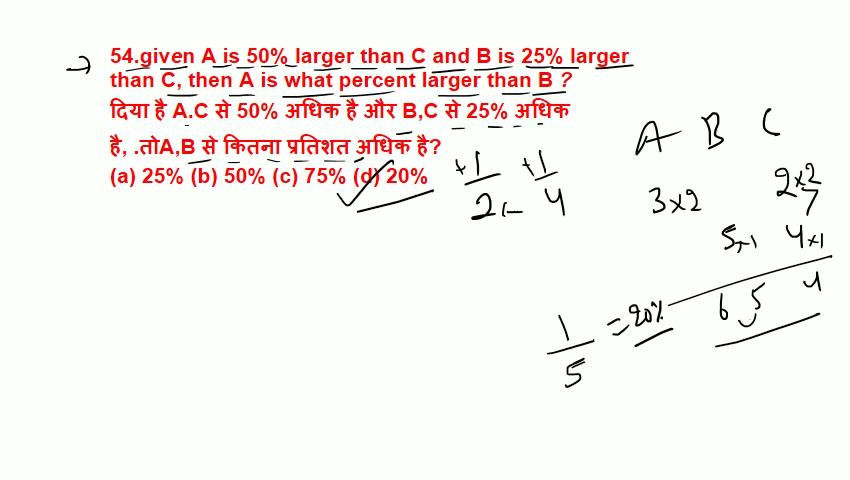 54.given A is 50% larger than C and B is 25% larger
than C, then A is what percent larger than B ?
दिया है A.C से 50% अधिक है और B,C से 25% अधिक
है, .तोA,B से कितना प्रतिशत अधिक है?
(a) 25% (b) 50% (c) 75% (d) 20%
+1/2 +1/4
A B C
3×2 2×2
5×1 4×1
6 5 4
1/5 = 20%